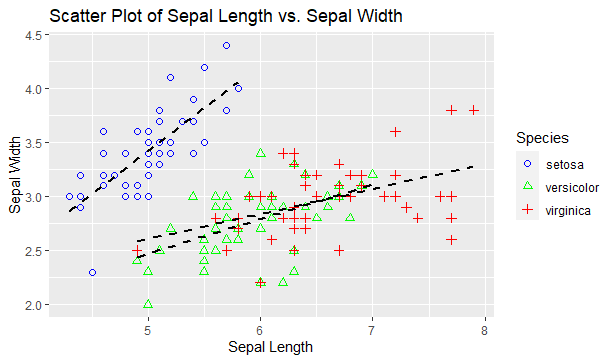 Scatter Plot of Sepal Length vs. Sepal Width
4.5
4.0
3.5
3.0
2.5
2.0
Sepal Width
5
6
7
8
Sepal Length
Species
setosa
versicolor
virginica